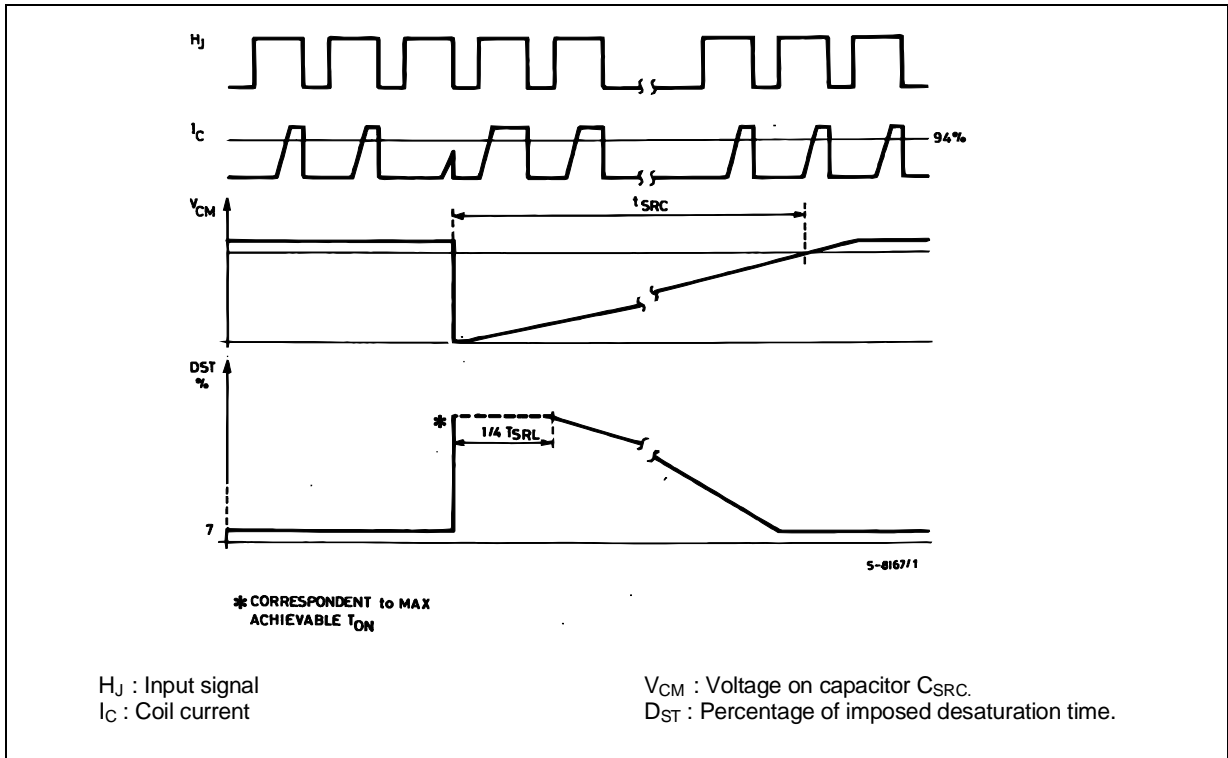 HJ
IC
94%
VCM
tSRC
DST
%
*
1/4 TSRL
7
S-8167/1
* CORRESPONDENT to MAX
ACHIEVABLE TON
HJ : Input signal
IC : Coil current
VCM : Voltage on capacitor CSRC.
DST : Percentage of imposed desaturation time.